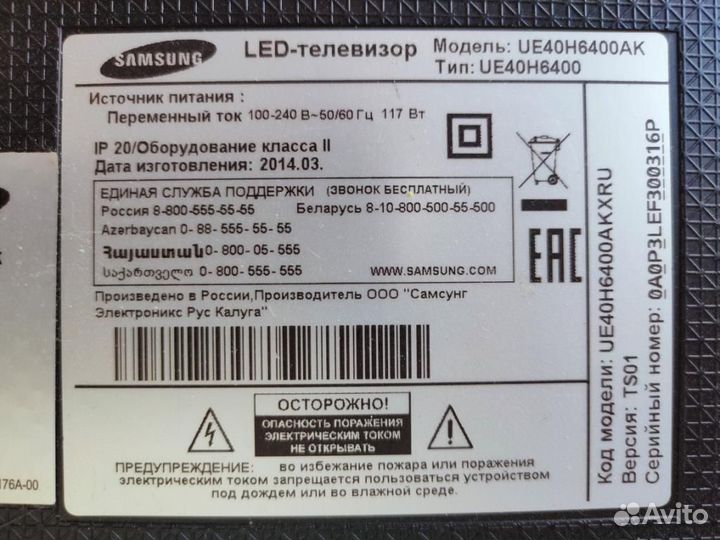 SAMSUNG
LED-телевизор
Модель: UE40H6400AK
Тип: UE40H6400
Источник питания :
Переменный ток 100-240 В~50/60 Гц 117 Вт
IP 20/Оборудование класса II
Дата изготовления: 2014.03.
ЕДИНАЯ СЛУЖБА ПОДДЕРЖКИ (ЗВОНОК БЕСПЛАТНЫЙ)
Россия 8-800-555-55-55 Беларусь 8-10-800-500-55-500
Azərbaycan 0-88-555-55-55
Հայաստան 0-800-05-555
საქართველო 0-800-555-555
WWW.SAMSUNG.COM
Произведено в России,Производитель ООО "Самсунг
Электроникс Рус Калуга".
EAC
ОСТОРОЖНО!
ОПАСНОСТЬ ПОРАЖЕНИЯ
ЭЛЕКТРИЧЕСКИМ ТОКОМ
НЕ ОТКРЫВАТЬ
ПРЕДУПРЕЖДЕНИЕ: во избежание пожара или поражения
электрическим током запрещается пользоваться устройством
под дождем или во влажной среде.
Код модели: UE40H6400AKXRU
Версия: TS01
Серийный номер: 0A0P3LEF300316P
176A-00
Avito